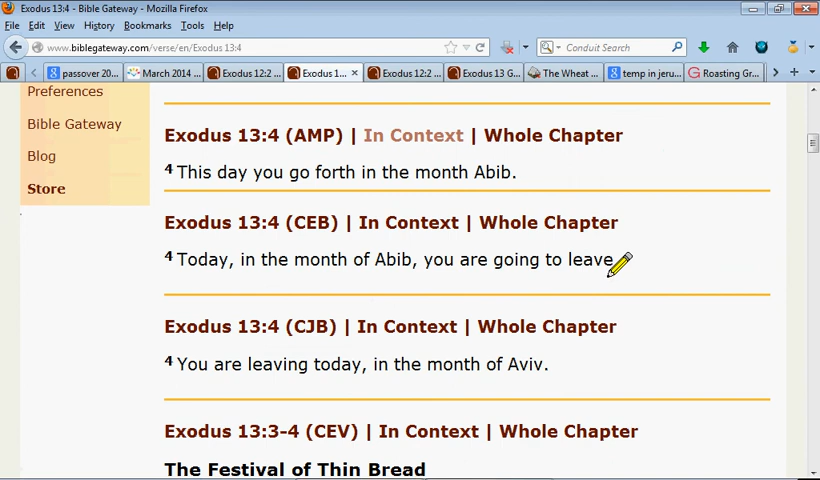 Exodus 13:4 - Bible Gateway - Mozilla Firefox
File Edit View History Bookmarks Tools Help
www.biblegateway.com/verse/en/Exodus 13:4 Conduit Search
passover 20... March 2014 ... Exodus 12:2 ... Exodus 1... Exodus 12:2 ... Exodus 13 G... The Wheat ... temp in jeru... Roasting Gr...
Preferences
Bible Gateway
Blog
Store
Exodus 13:4 (AMP) | In Context | Whole Chapter
4 This day you go forth in the month Abib.
Exodus 13:4 (CEB) | In Context | Whole Chapter
4 Today, in the month of Abib, you are going to leave
Exodus 13:4 (CJB) | In Context | Whole Chapter
4 You are leaving today, in the month of Aviv.
Exodus 13:3-4 (CEV) | In Context | Whole Chapter
The Festival of Thin Bread